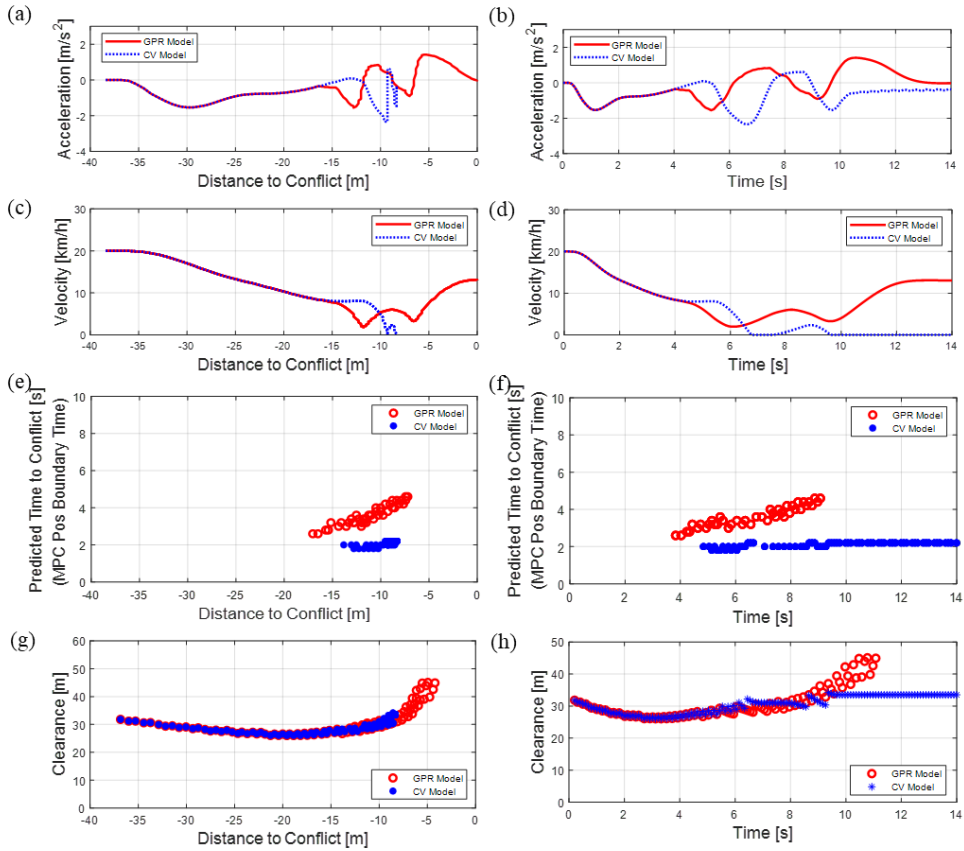 (a)
Acceleration [m/s²]
2
0
-2
-4
GPR Model
CV Model
-40 -35 -30 -25 -20 -15 -10 -5 0
Distance to Conflict [m]
(b)
Acceleration [m/s²]
2
0
-2
-4
GPR Model
CV Model
0 2 4 6 8 10 12 14
Time [s]
(c)
Velocity [km/h]
30
20
10
0
GPR Model
CV Model
-40 -35 -30 -25 -20 -15 -10 -5 0
Distance to Conflict [m]
(d)
Velocity [km/h]
30
20
10
0
GPR Model
CV Model
0 2 4 6 8 10 12 14
Time [s]
(e)
Predicted Time to Conflict [s]
(MPC Pos Boundary Time)
10
8
6
4
2
0
GPR Model
CV Model
-40 -35 -30 -25 -20 -15 -10 -5 0
Distance to Conflict [m]
(f)
Predicted Time to Conflict [s]
(MPC Pos Boundary Time)
10
8
6
4
2
0
GPR Model
CV Model
0 2 4 6 8 10 12 14
Time [s]
(g)
Clearance [m]
60
50
40
30
20
10
0
GPR Model
CV Model
-40 -35 -30 -25 -20 -15 -10 -5 0
Distance to Conflict [m]
(h)
Clearance [m]
50
40
30
20
10
0
GPR Model
CV Model
0 2 4 6 8 10 12 14
Time [s]